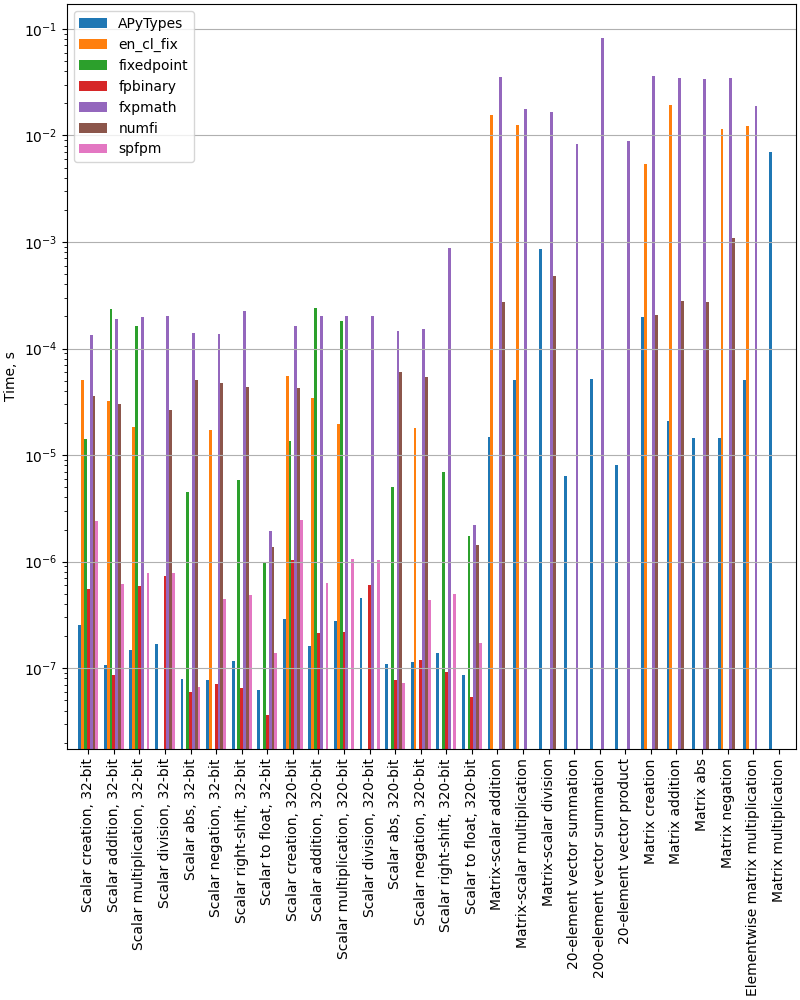 APyTypes
en_cl_fix
fixedpoint
fpbinary
fxpmath
numfi
spfpm
10⁻¹
10⁻²
10⁻³
10⁻⁴
10⁻⁵
10⁻⁶
10⁻⁷
Time, s
Scalar creation, 32-bit
Scalar addition, 32-bit
Scalar multiplication, 32-bit
Scalar division, 32-bit
Scalar abs, 32-bit
Scalar negation, 32-bit
Scalar right-shift, 32-bit
Scalar to float, 32-bit
Scalar creation, 320-bit
Scalar addition, 320-bit
Scalar multiplication, 320-bit
Scalar division, 320-bit
Scalar abs, 320-bit
Scalar negation, 320-bit
Scalar right-shift, 320-bit
Scalar to float, 320-bit
Matrix-scalar addition
Matrix-scalar multiplication
Matrix-scalar division
20-element vector summation
200-element vector summation
20-element vector product
Matrix creation
Matrix addition
Matrix abs
Matrix negation
Elementwise matrix multiplication
Matrix multiplication